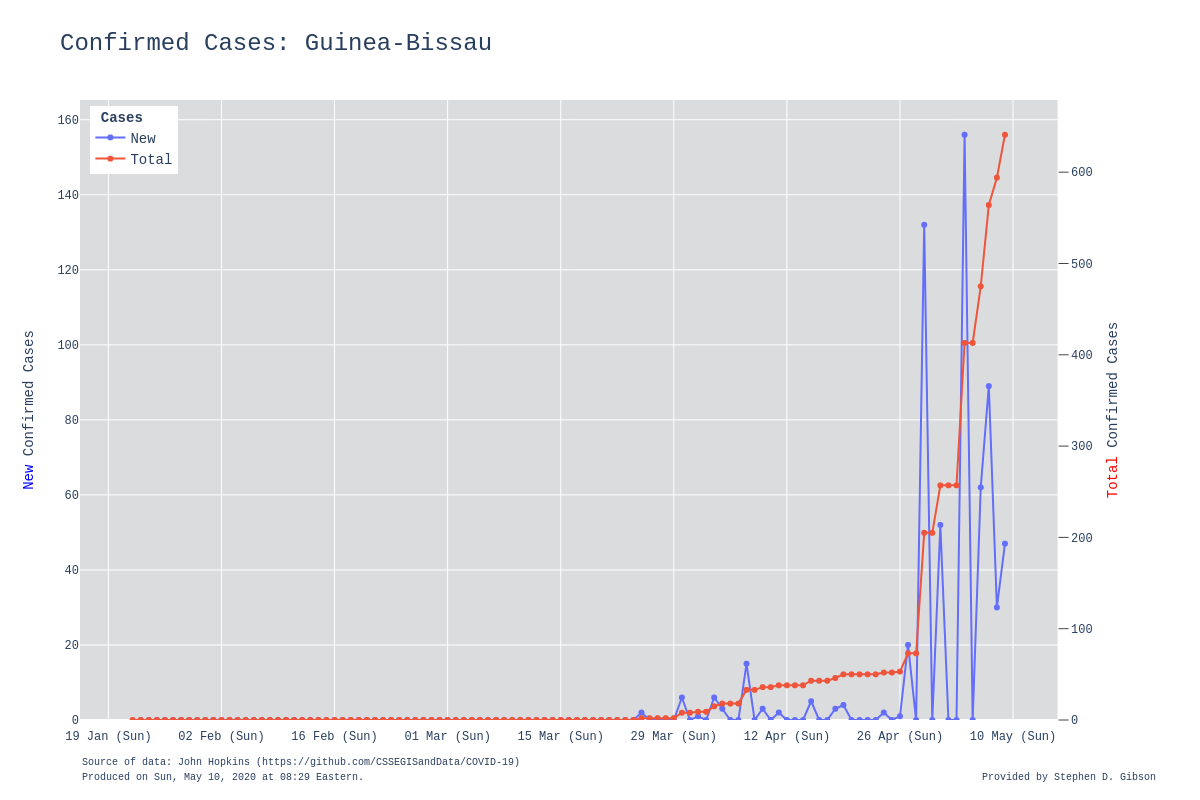 Confirmed Cases: Guinea-Bissau
Cases
New
Total
160
140
120
100
80
60
40
20
0
600
500
400
300
200
100
0
New Confirmed Cases
Total Confirmed Cases
19 Jan (Sun) 02 Feb (Sun) 16 Feb (Sun) 01 Mar (Sun) 15 Mar (Sun) 29 Mar (Sun) 12 Apr (Sun) 26 Apr (Sun) 10 May (Sun)
Source of data: John Hopkins (https://github.com/CSSEGISandData/COVID-19)
Produced on Sun, May 10, 2020 at 08:29 Eastern.
Provided by Stephen D. Gibson